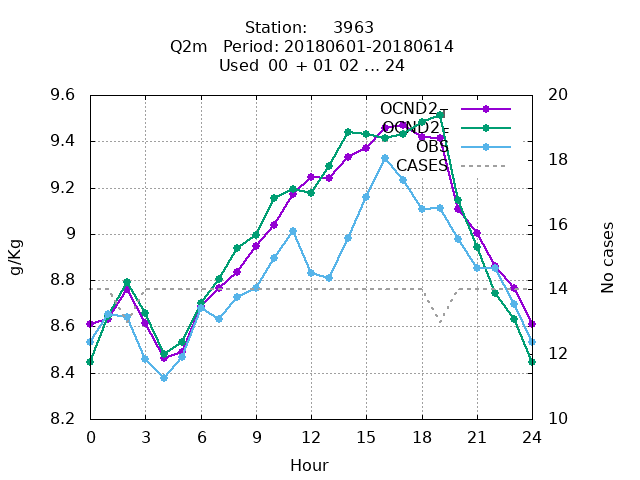 Station: 3963
Q2m Period: 20180601-20180614
Used 00 + 01 02 ... 24
9.6
9.4
9.2
9
8.8
8.6
8.4
8.2
g/Kg
20
18
16
14
12
10
No cases
OCND2
OCND2
OBS
CASES
0 3 6 9 12 15 18 21 24
Hour